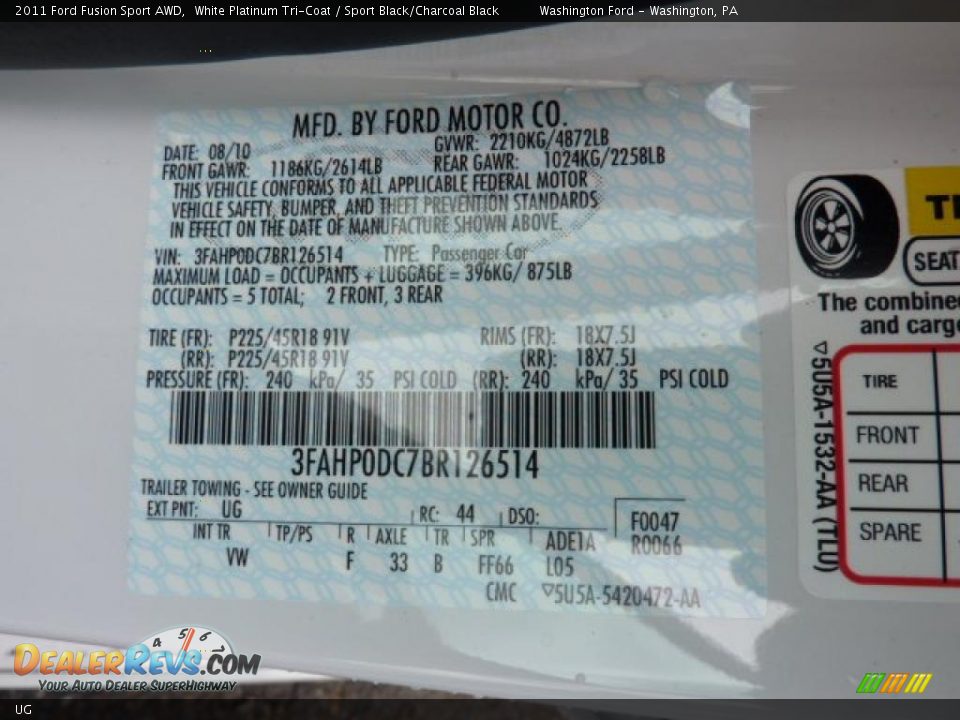 2011 Ford Fusion Sport AWD, White Platinum Tri-Coat / Sport Black/Charcoal Black Washington Ford - Washington, PA
MFD. BY FORD MOTOR CO.
DATE: 08/10 GVWR: 2210KG/4872LB
FRONT GAWR: 1186KG/2614LB REAR GAWR: 1024KG/2258LB
THIS VEHICLE CONFORMS TO ALL APPLICABLE FEDERAL MOTOR
VEHICLE SAFETY, BUMPER, AND THEFT PREVENTION STANDARDS
IN EFFECT ON THE DATE OF MANUFACTURE SHOWN ABOVE.
VIN: 3FAHP0DC7BR126514 TYPE: Passenger Car
MAXIMUM LOAD = OCCUPANTS + LUGGAGE = 396KG/ 875LB
OCCUPANTS = 5 TOTAL; 2 FRONT, 3 REAR
TIRE (FR): P225/45R18 91V RIMS (FR): 18X7.5J
(RR): P225/45R18 91V (RR): 18X7.5J
PRESSURE (FR): 240 kPa/ 35 PSI COLD (RR): 240 kPa/ 35 PSI COLD
3FAHP0DC7BR126514
TRAILER TOWING - SEE OWNER GUIDE
EXT PNT: UG RC: 44 DSO: F0047
INT TR TP/PS R AXLE TR SPR ADE1A R0066
VW F 33 B FF66 L05
CMC ▽5U5A-5420472-AA
SEAT
The combine
and carg
TIRE
FRONT
REAR
SPARE
▽5U5A-1532-AA (TLU)
4 5 6
DEALERREVS.COM
YOUR AUTO DEALER SUPERHIGHWAY
UG